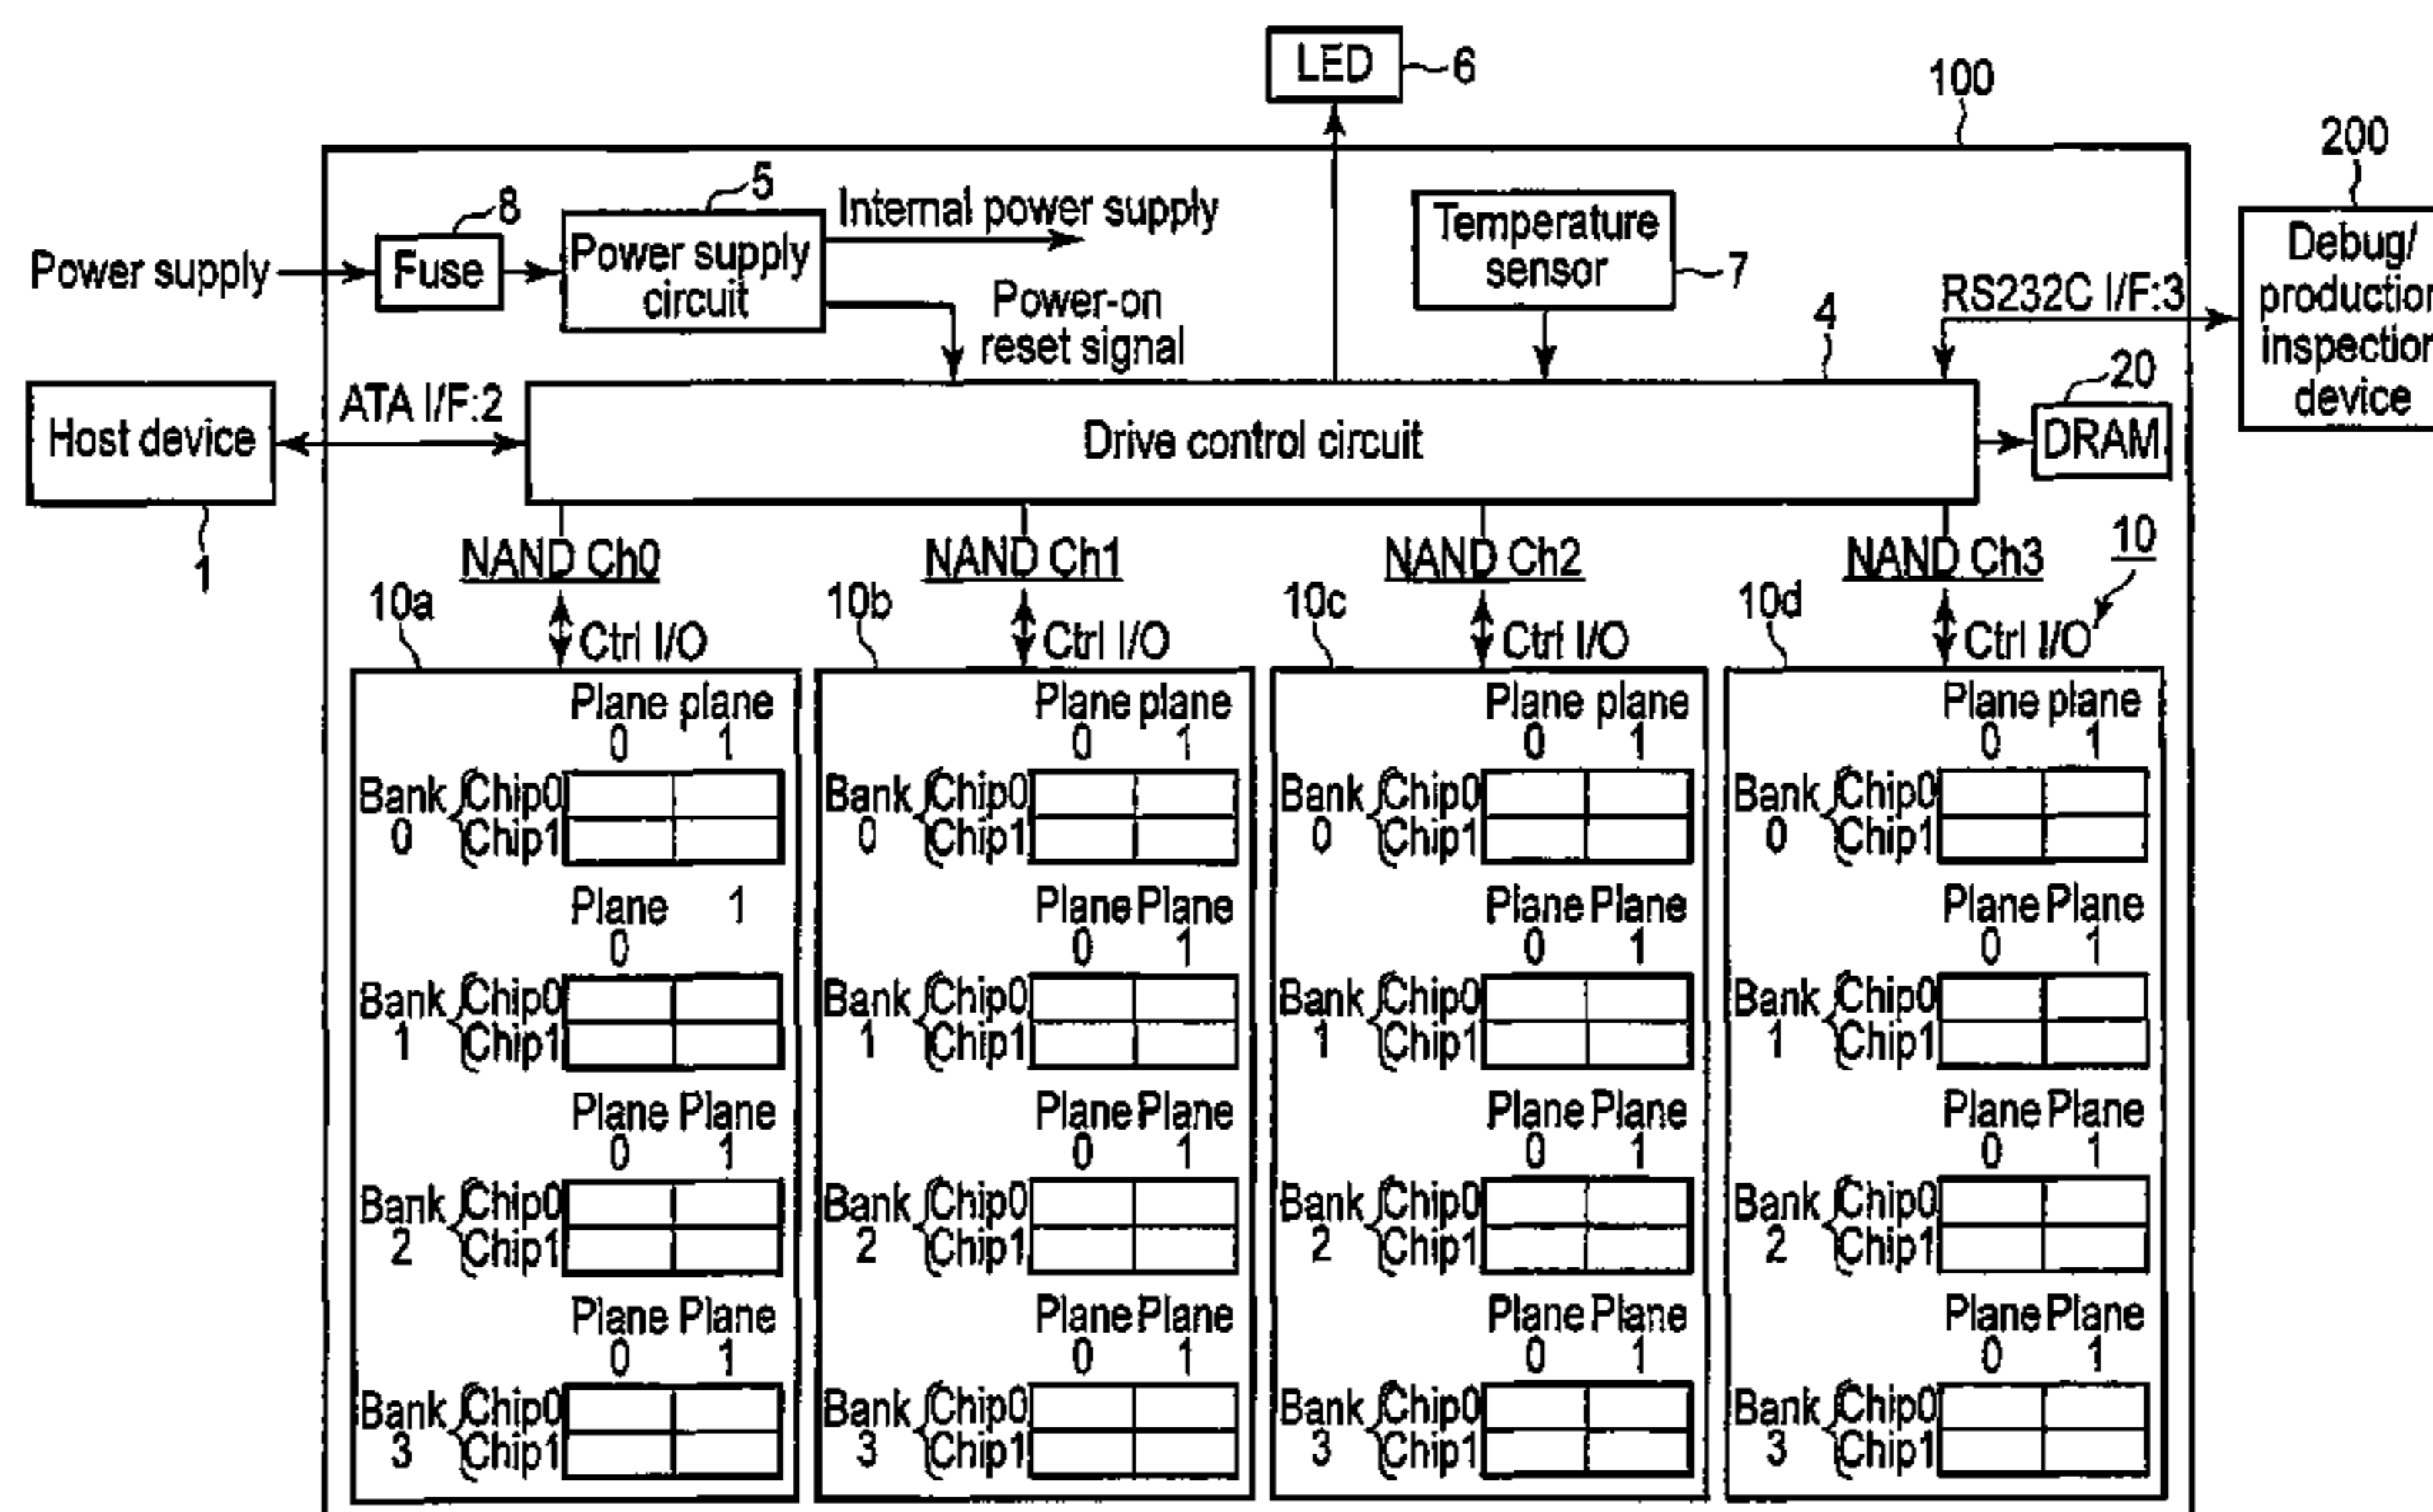 LED
6
100
200
8
5
Internal power supply
Power supply
Fuse
Power supply
circuit
Power-on
reset signal
Temperature
sensor
7
4
RS232C I/F:3
Debug/
production
inspection
device
Host device
1
ATA I/F:2
Drive control circuit
20
DRAM
NAND Ch0
NAND Ch1
NAND Ch2
NAND Ch3
10
10a
Ctrl I/O
10b
Ctrl I/O
10c
Ctrl I/O
10d
Ctrl I/O
Plane plane
0 1
Bank
0
Chip0
Chip1
Plane 1
0
Bank
1
Chip0
Chip1
Plane Plane
0 1
Bank
2
Chip0
Chip1
Plane Plane
0 1
Bank
3
Chip0
Chip1
Plane plane
0 1
Bank
0
Chip0
Chip1
Plane Plane
0 1
Bank
1
Chip0
Chip1
Plane Plane
0 1
Bank
2
Chip0
Chip1
Plane Plane
0 1
Bank
3
Chip0
Chip1
Plane plane
0 1
Bank
0
Chip0
Chip1
Plane Plane
0 1
Bank
1
Chip0
Chip1
Plane Plane
0 1
Bank
2
Chip0
Chip1
Plane Plane
0 1
Bank
3
Chip0
Chip1
Plane plane
0 1
Bank
0
Chip0
Chip1
Plane Plane
0 1
Bank
1
Chip0
Chip1
Plane Plane
0 1
Bank
2
Chip0
Chip1
Plane Plane
0 1
Bank
3
Chip0
Chip1